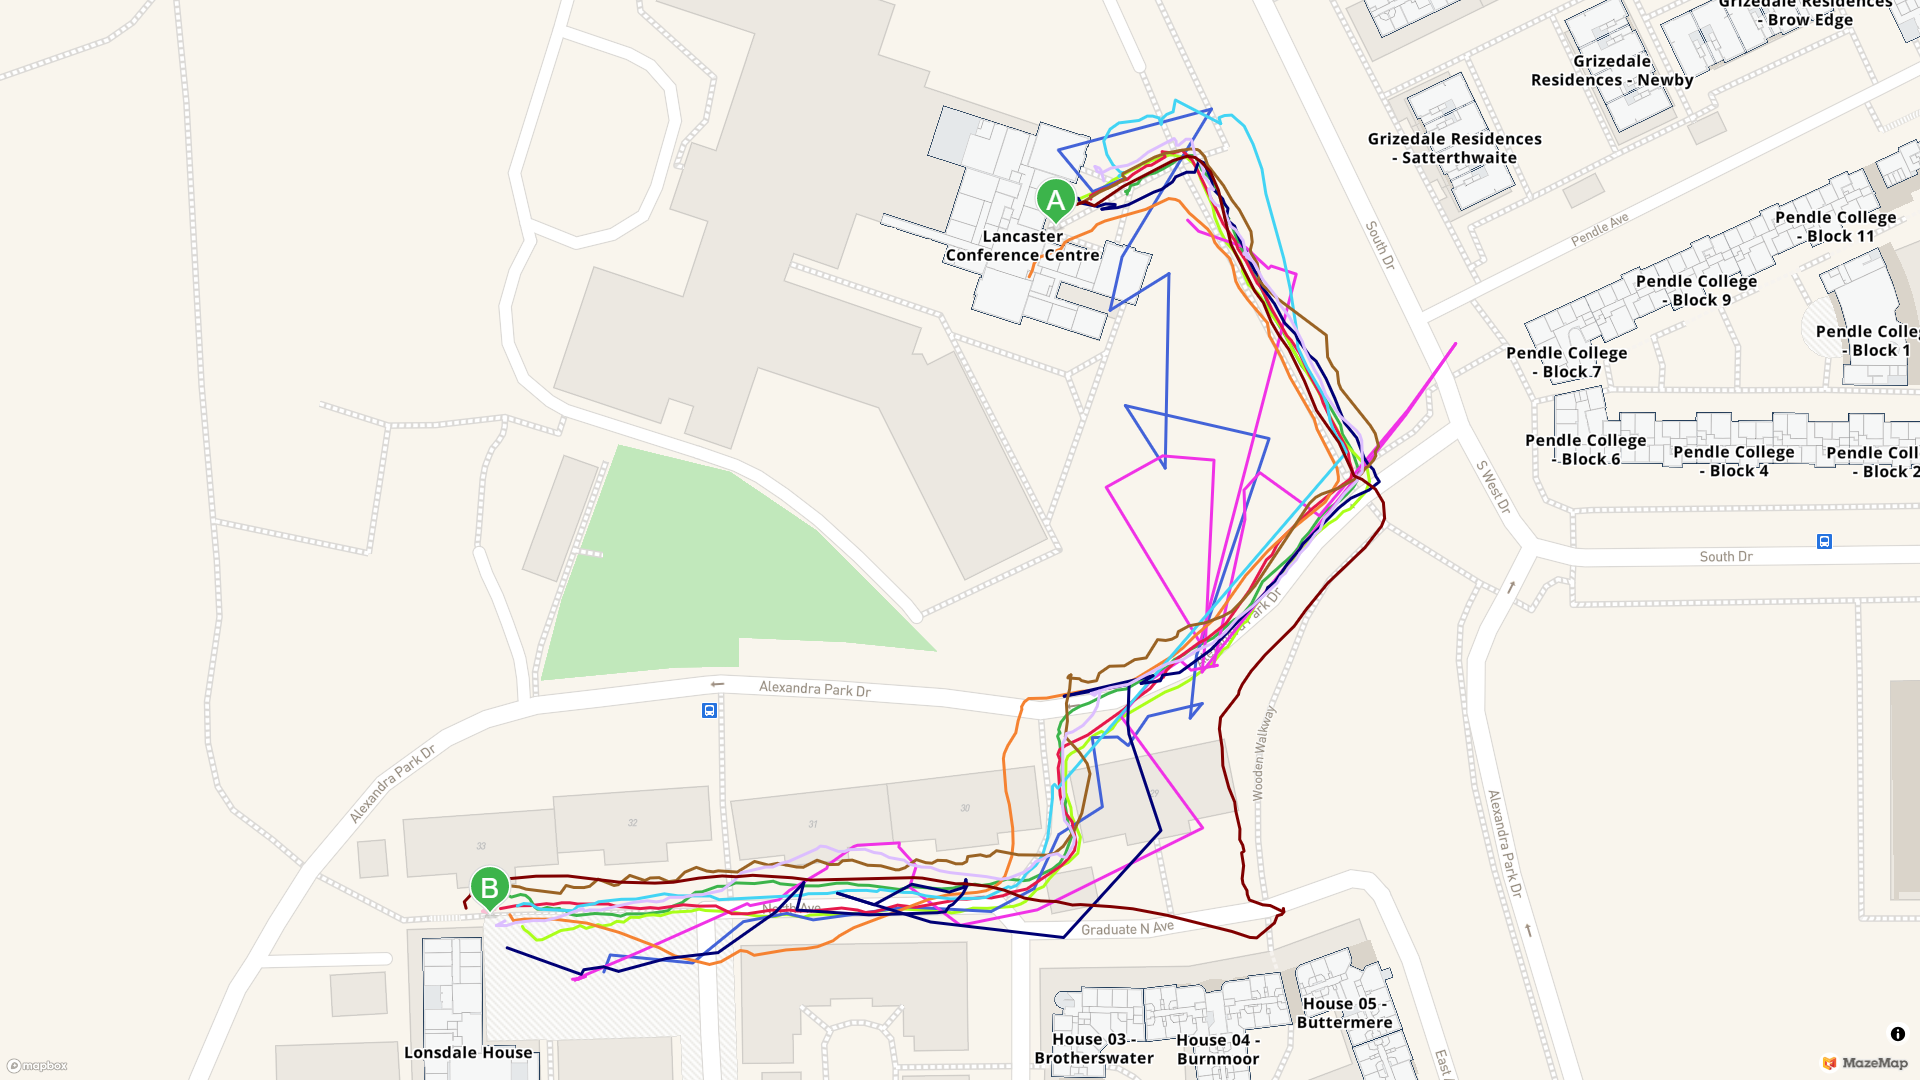 Grizedale Residences
- Brow Edge
Grizedale
Residences - Newby
Grizedale Residences
- Satterthwaite
South Dr
Pendle Ave
Pendle College
- Block 11
A
Lancaster
Conference Centre
Pendle College
- Block 9
Pendle College
- Block 7
Pendle Colle
- Block 1
Pendle College
- Block 6
Pendle College
- Block 4
Pendle Coll
- Block 2
S West Dr
South Dr
Park Dr
Alexandra Park Dr
Alexandra Park Dr
Wooden Walkway
Alexandra Park Dr
29
30
31
32
33
B
North Ave
Graduate N Ave
House 05 -
Buttermere
House 03 -
Brotherswater
House 04 -
Burnmoor
Lonsdale House
East A
mapbox
MazeMap